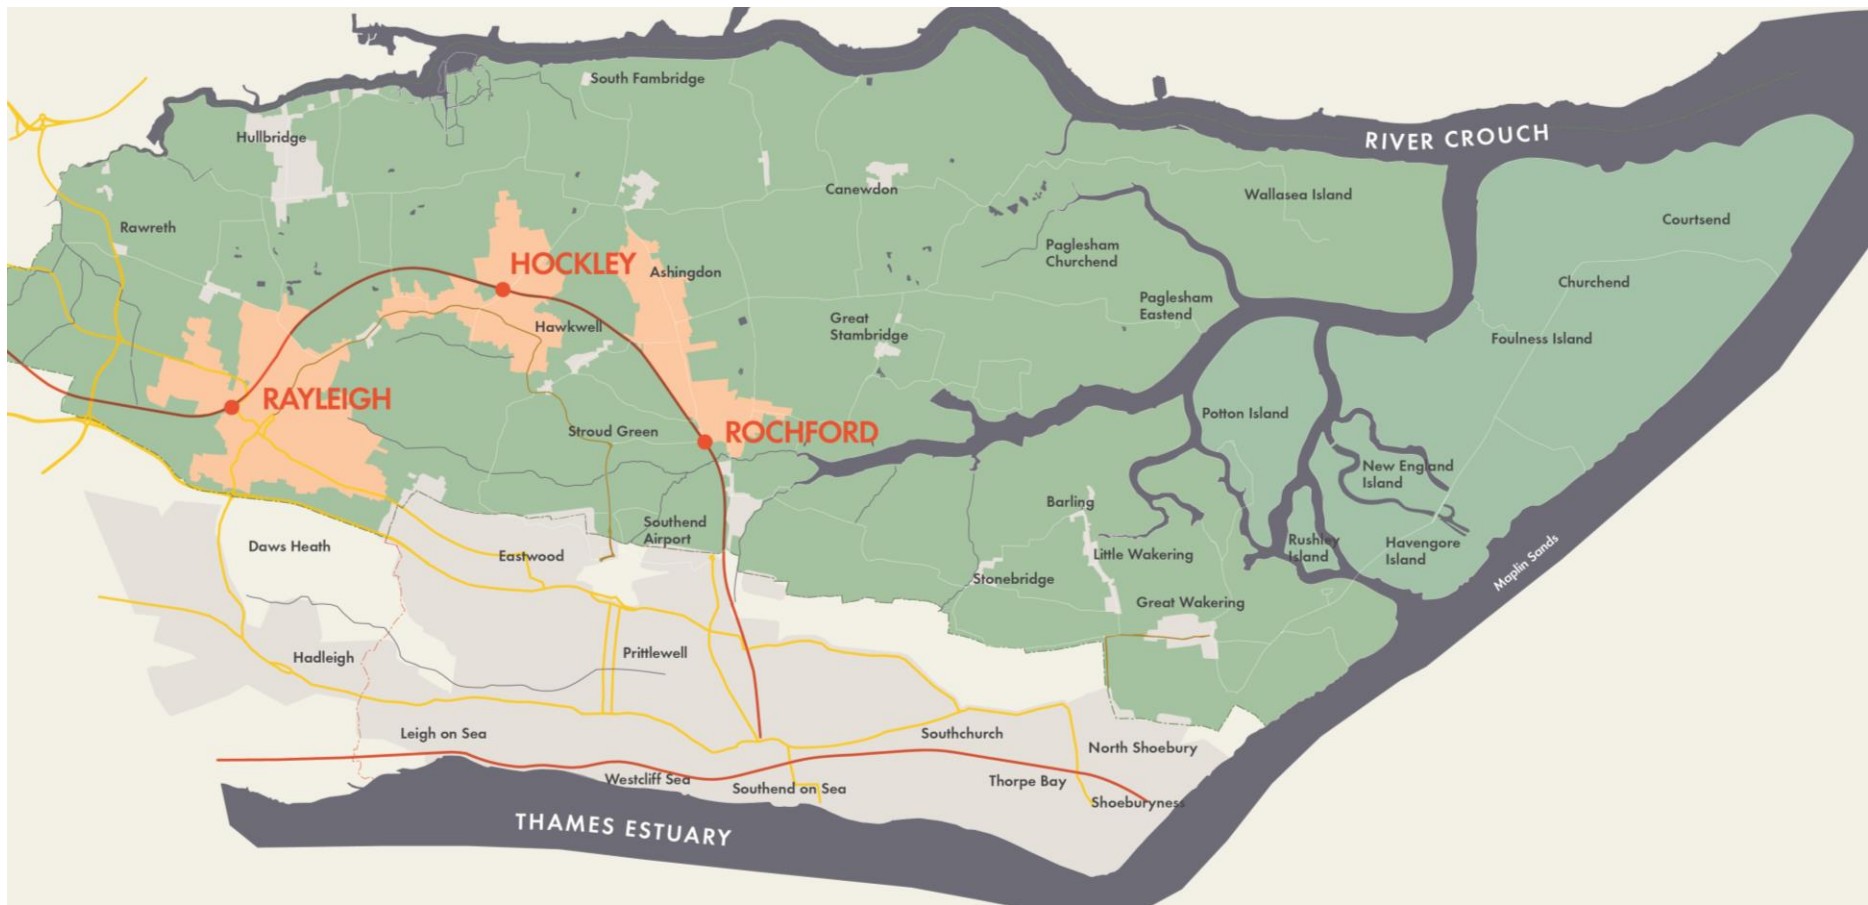 South Fambridge
Hullbridge
RIVER CROUCH
Canewdon
Wallasea Island
Courtsend
Rawreth
Paglesham
Churchend
HOCKLEY
Ashingdon
Churchend
Paglesham
Eastend
Great
Stambridge
Hawkwell
Foulness Island
RAYLEIGH
Potton Island
Stroud Green
ROCHFORD
New England
Island
Barling
Southend
Airport
Daws Heath
Eastwood
Little Wakering
Rushley
Island
Havengore
Island
Maplin Sands
Stonebridge
Great Wakering
Hadleigh
Prittlewell
Leigh on Sea
Southchurch
North Shoebury
Westcliff Sea
Southend on Sea
Thorpe Bay
Shoeburyness
THAMES ESTUARY